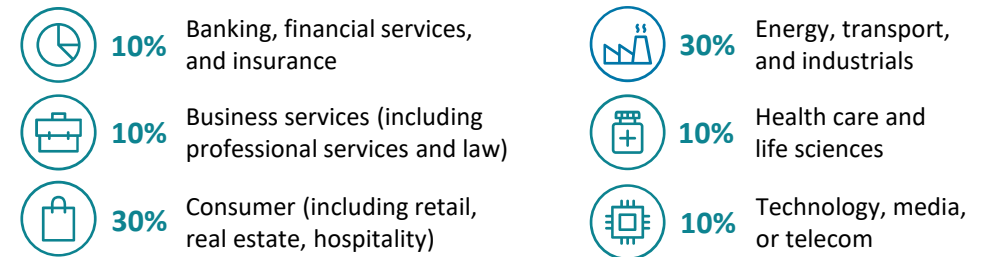 10%
Banking, financial services,
and insurance
10%
Business services (including
professional services and law)
30%
Consumer (including retail,
real estate, hospitality)
30%
Energy, transport,
and industrials
10%
Health care and
life sciences
10%
Technology, media,
or telecom